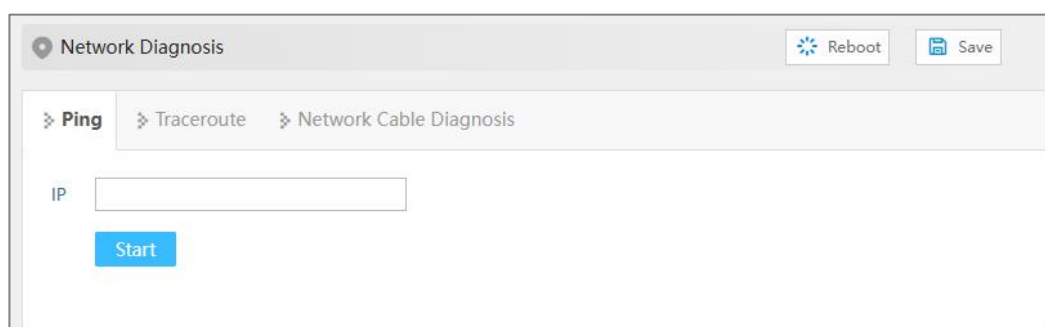 Network Diagnosis Reboot Save
Ping Traceroute Network Cable Diagnosis
IP
Start